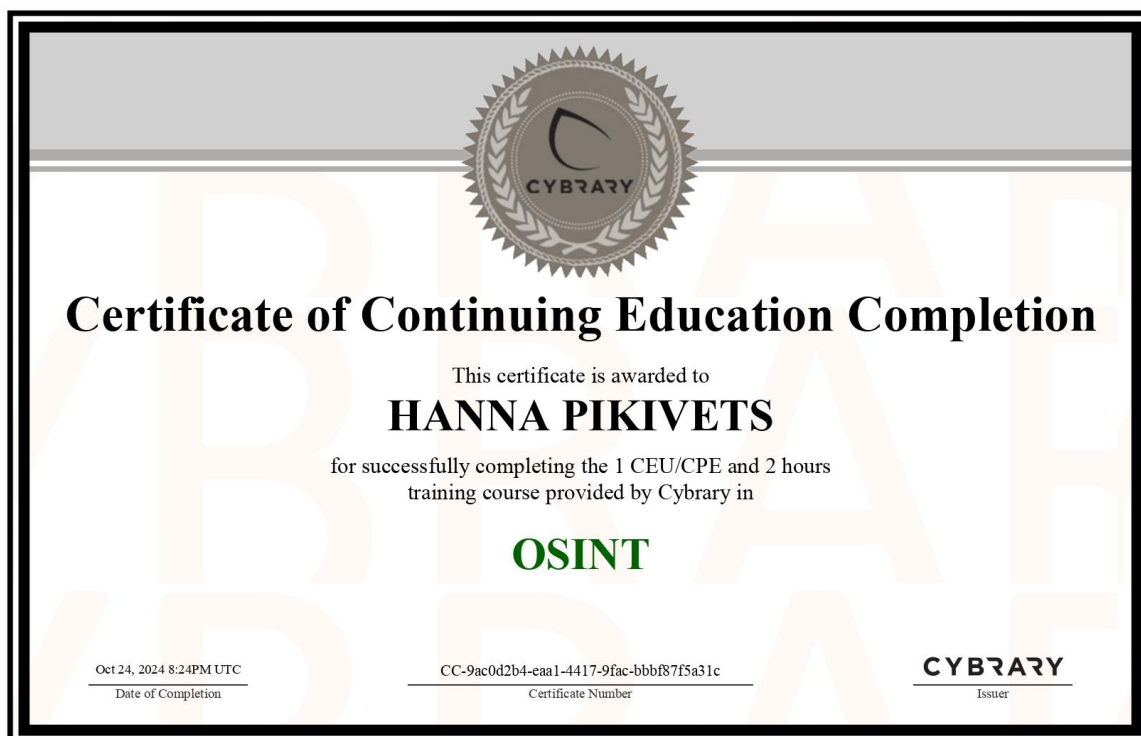 CYBRARY
Certificate of Continuing Education Completion
This certificate is awarded to
HANNA PIKIVETS
for successfully completing the 1 CEU/CPE and 2 hours
training course provided by Cybrary in
OSINT
Oct 24, 2024 8:24PM UTC
Date of Completion
CC-9ac0d2b4-eaa1-4417-9fac-bbbf87f5a31c
Certificate Number
CYBRARY
Issuer